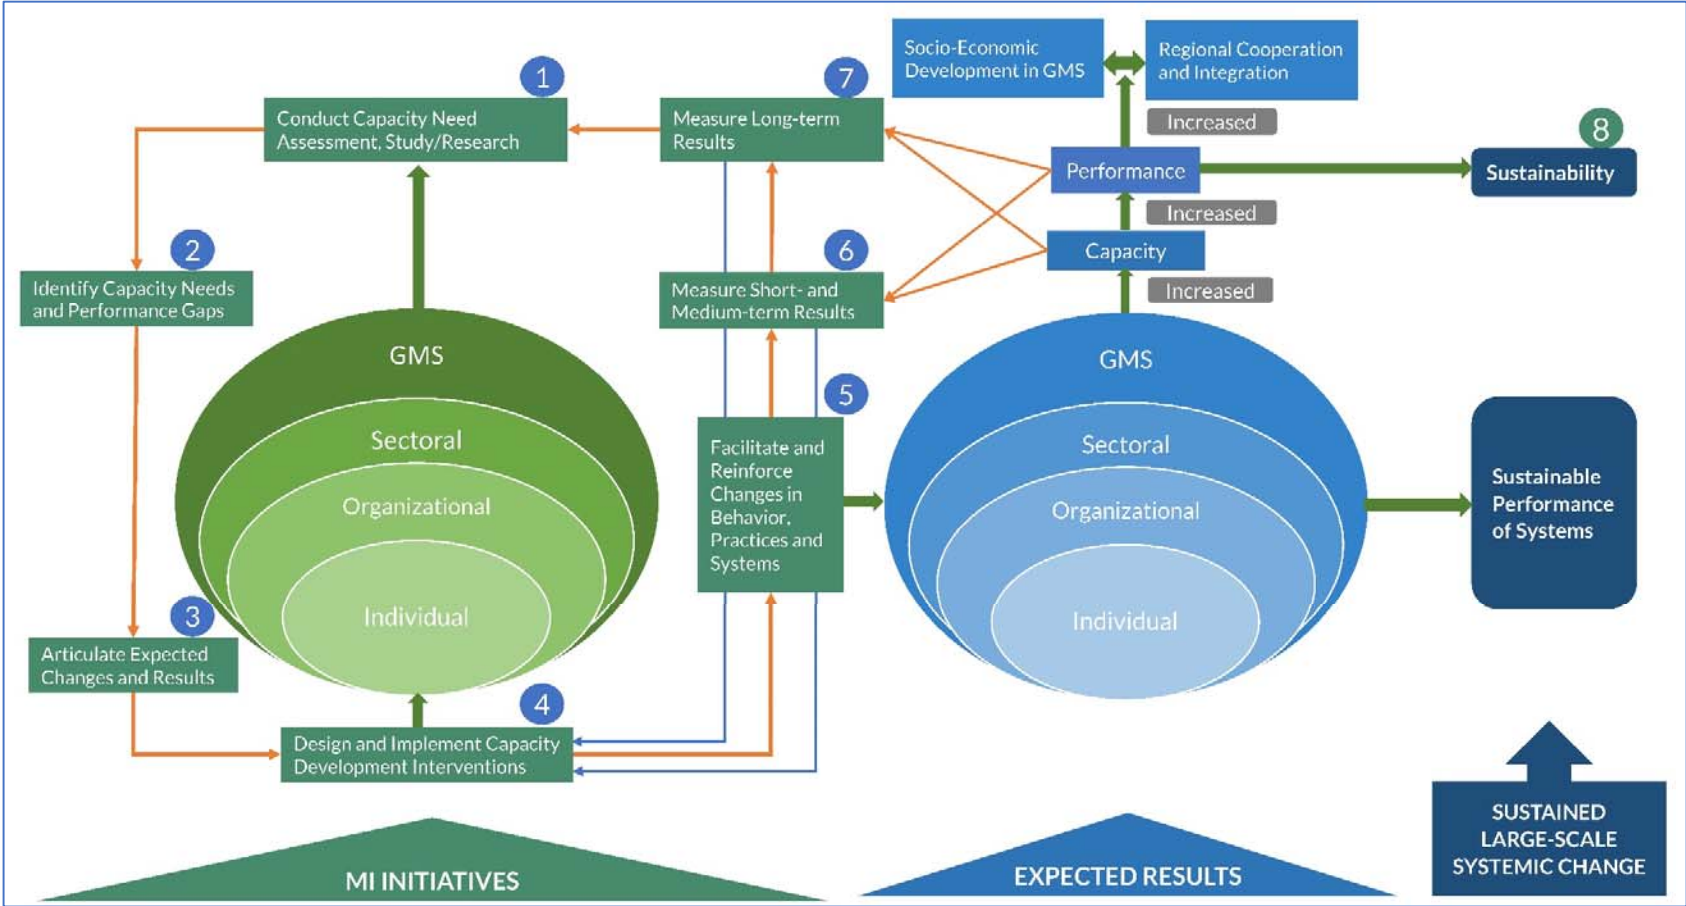 1
Conduct Capacity Need
Assessment, Study/Research
2
Identify Capacity Needs
and Performance Gaps
3
Articulate Expected
Changes and Results
4
Design and Implement Capacity
Development Interventions
GMS
Sectoral
Organizational
Individual
MI INITIATIVES
5
Facilitate and
Reinforce
Changes in
Behavior,
Practices and
Systems
6
Measure Short- and
Medium-term Results
7
Measure Long-term
Results
Socio-Economic
Development in GMS
Regional Cooperation
and Integration
Increased
Performance
Increased
Capacity
Increased
GMS
Sectoral
Organizational
Individual
EXPECTED RESULTS
8
Sustainability
Sustainable
Performance
of Systems
SUSTAINED
LARGE-SCALE
SYSTEMIC CHANGE